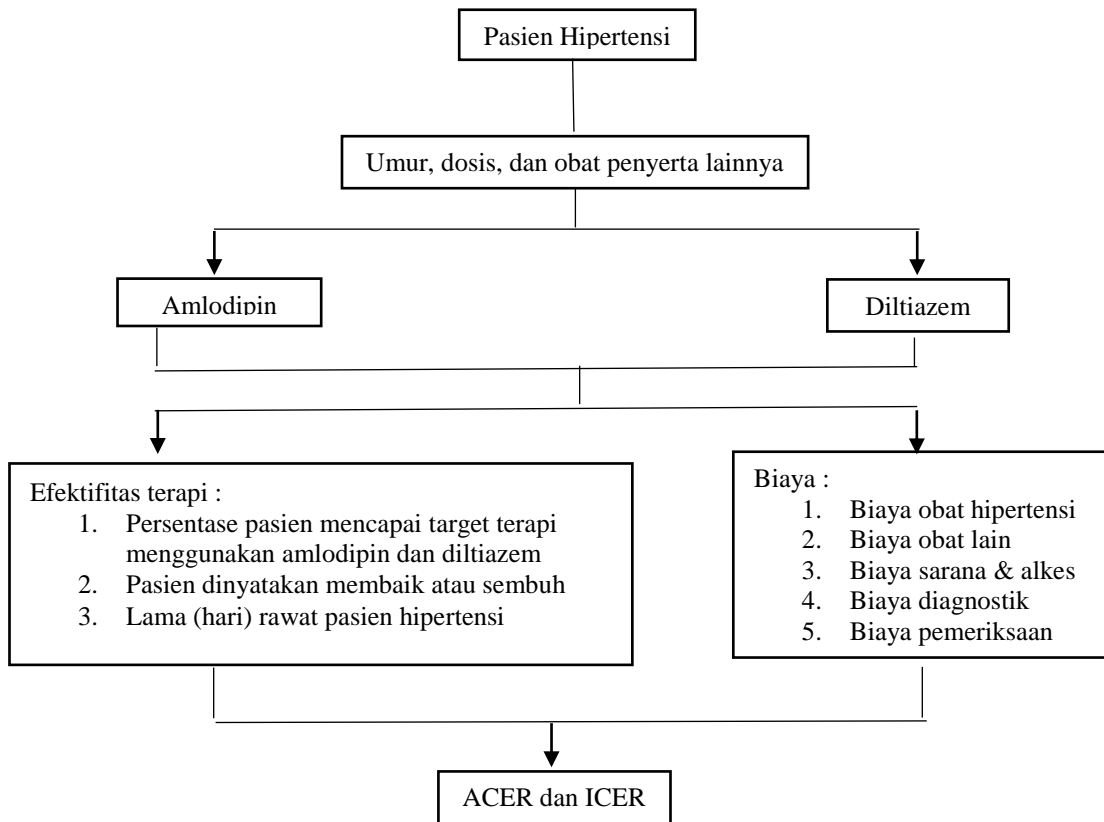 Pasien Hipertensi
Umur, dosis, dan obat penyerta lainnya
Amlodipin
Diltiazem
Efektifitas terapi :
1. Persentase pasien mencapai target terapi
menggunakan amlodipin dan diltiazem
2. Pasien dinyatakan membaik atau sembuh
3. Lama (hari) rawat pasien hipertensi
Biaya :
1. Biaya obat hipertensi
2. Biaya obat lain
3. Biaya sarana & alkes
4. Biaya diagnostik
5. Biaya pemeriksaan
ACER dan ICER